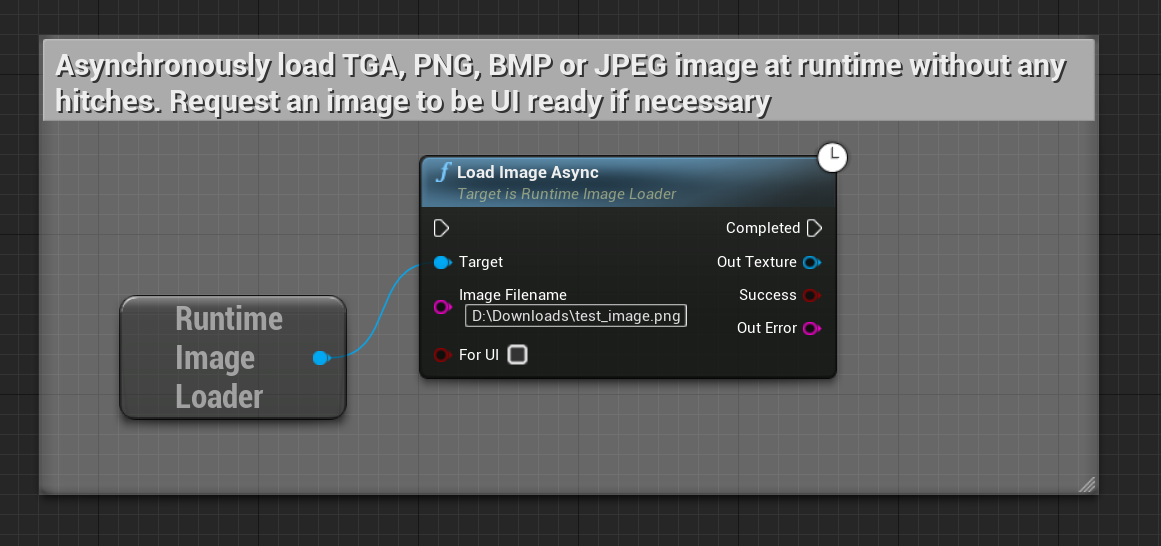 Asynchronously load TGA, PNG, BMP or JPEG image at runtime without any
hitches. Request an image to be UI ready if necessary
Load Image Async
Target is Runtime Image Loader
Completed
Target
Out Texture
Image Filename
D:\Downloads\test_image.png
Success
Out Error
For UI
Runtime
Image
Loader